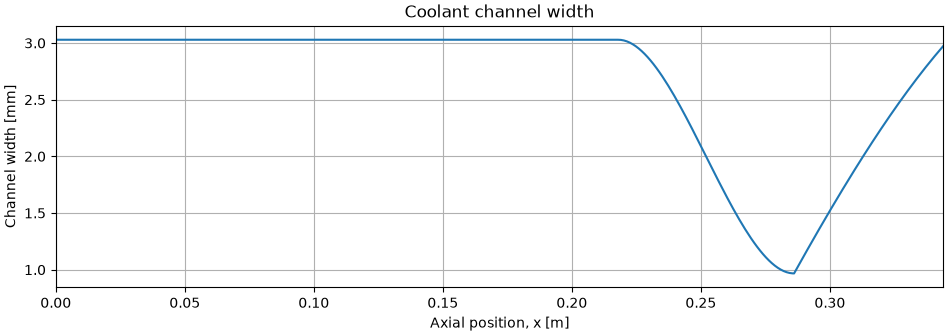 Coolant channel width
Channel width [mm]
3.0
2.5
2.0
1.5
1.0
0.00 0.05 0.10 0.15 0.20 0.25 0.30
Axial position, x [m]